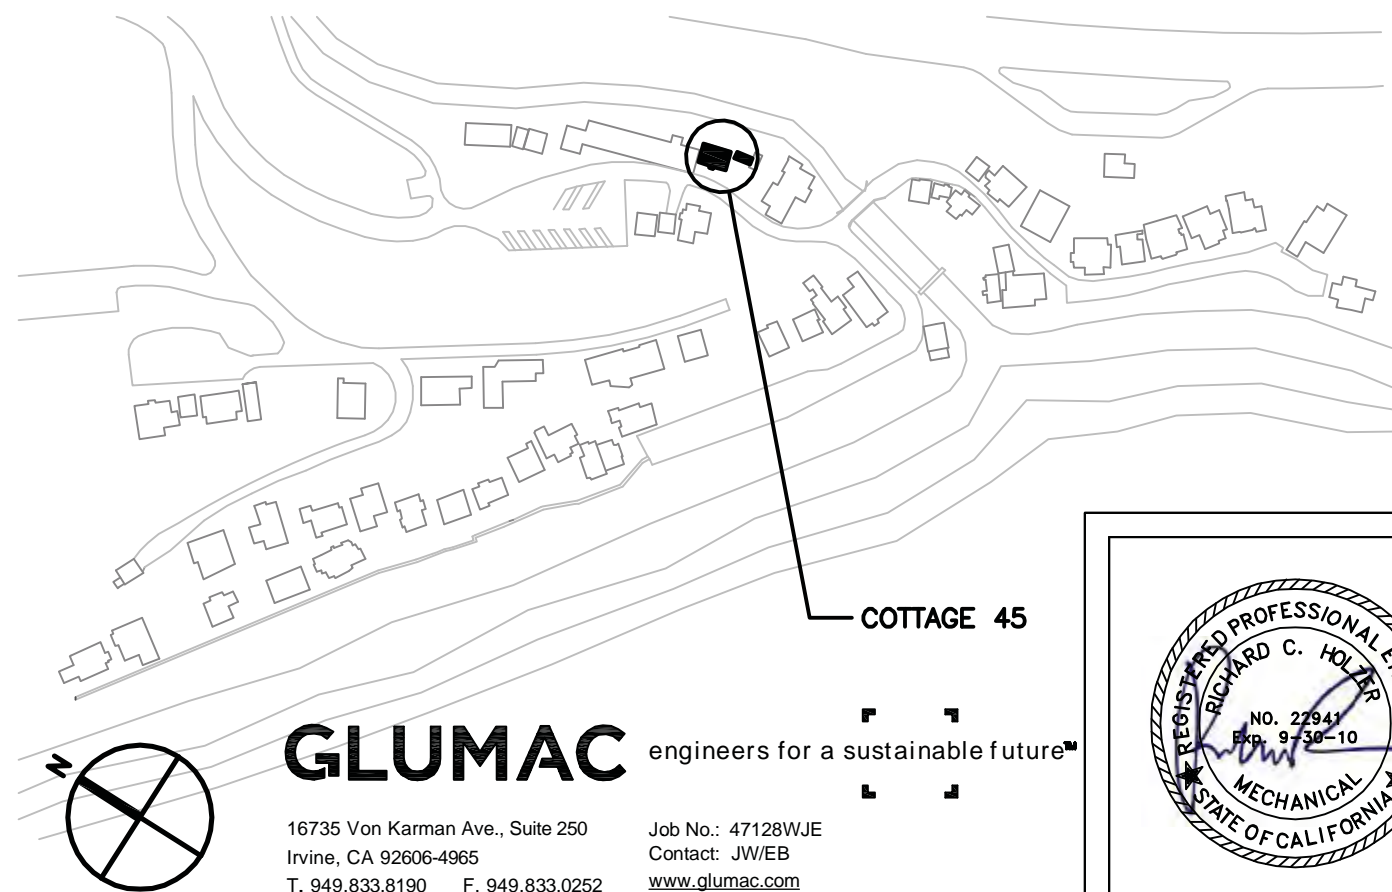 COTTAGE 45
N
GLUMAC
engineers for a sustainable future™
16735 Von Karman Ave., Suite 250
Irvine, CA 92606-4965
T. 949.833.8190 F. 949.833.0252
Job No.: 47128WJE
Contact: JW/EB
www.glumac.com
REGISTERED PROFESSIONAL
RICHARD C. HOLZER
NO. 22941
Exp. 9-30-10
MECHANICAL
STATE OF CALIFORNIA